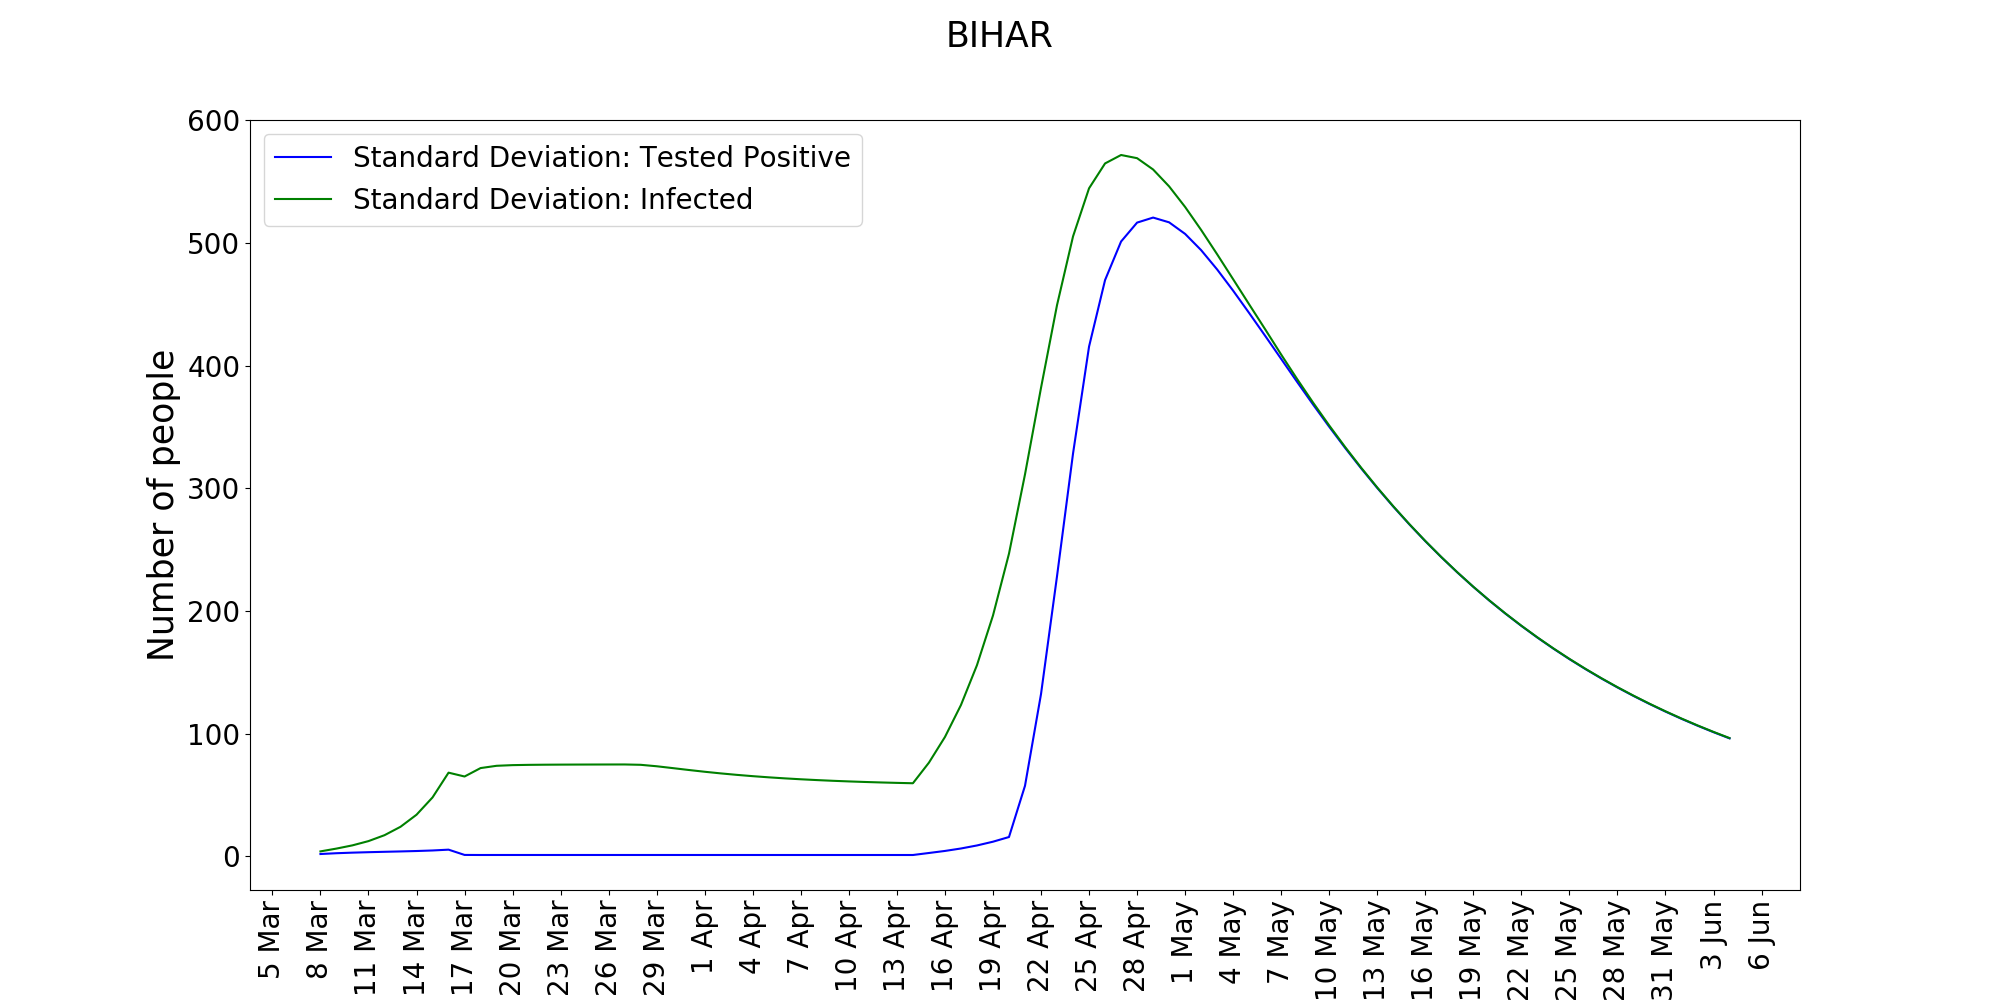 BIHAR
600
500
400
300
200
100
0
Number of people
Standard Deviation: Tested Positive
Standard Deviation: Infected
5 Mar
8 Mar
11 Mar
14 Mar
17 Mar
20 Mar
23 Mar
26 Mar
29 Mar
1 Apr
4 Apr
7 Apr
10 Apr
13 Apr
16 Apr
19 Apr
22 Apr
25 Apr
28 Apr
1 May
4 May
7 May
10 May
13 May
16 May
19 May
22 May
25 May
28 May
31 May
3 Jun
6 Jun